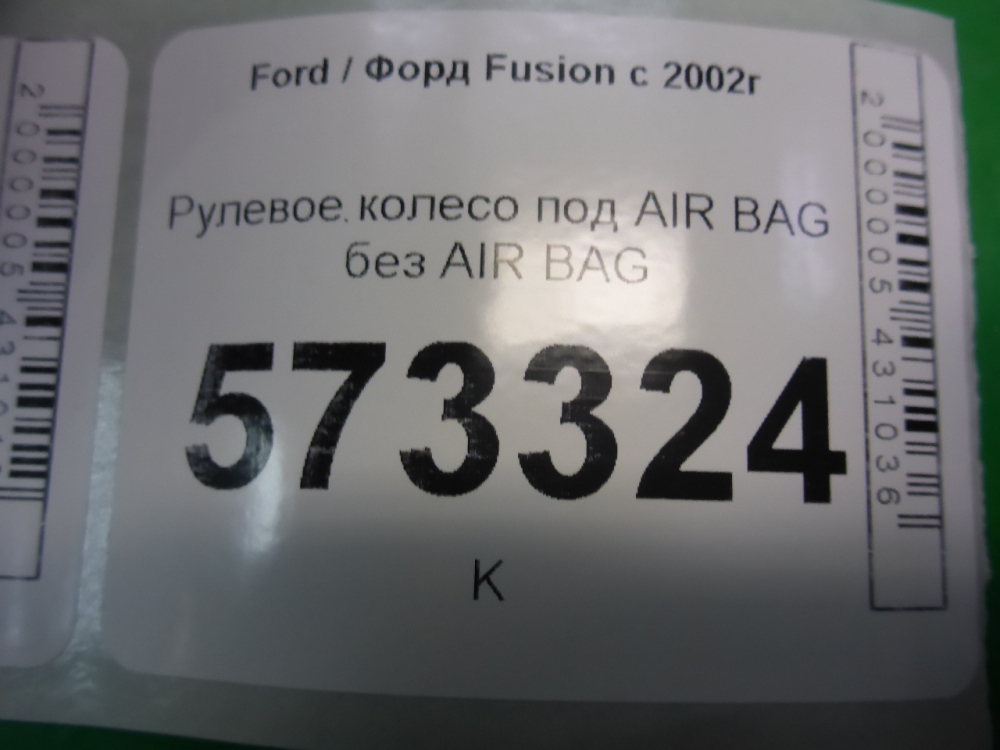 Ford / Форд Fusion с 2002г
Рулевое колесо под AIR BAG
без AIR BAG
573324
К
2000005431036